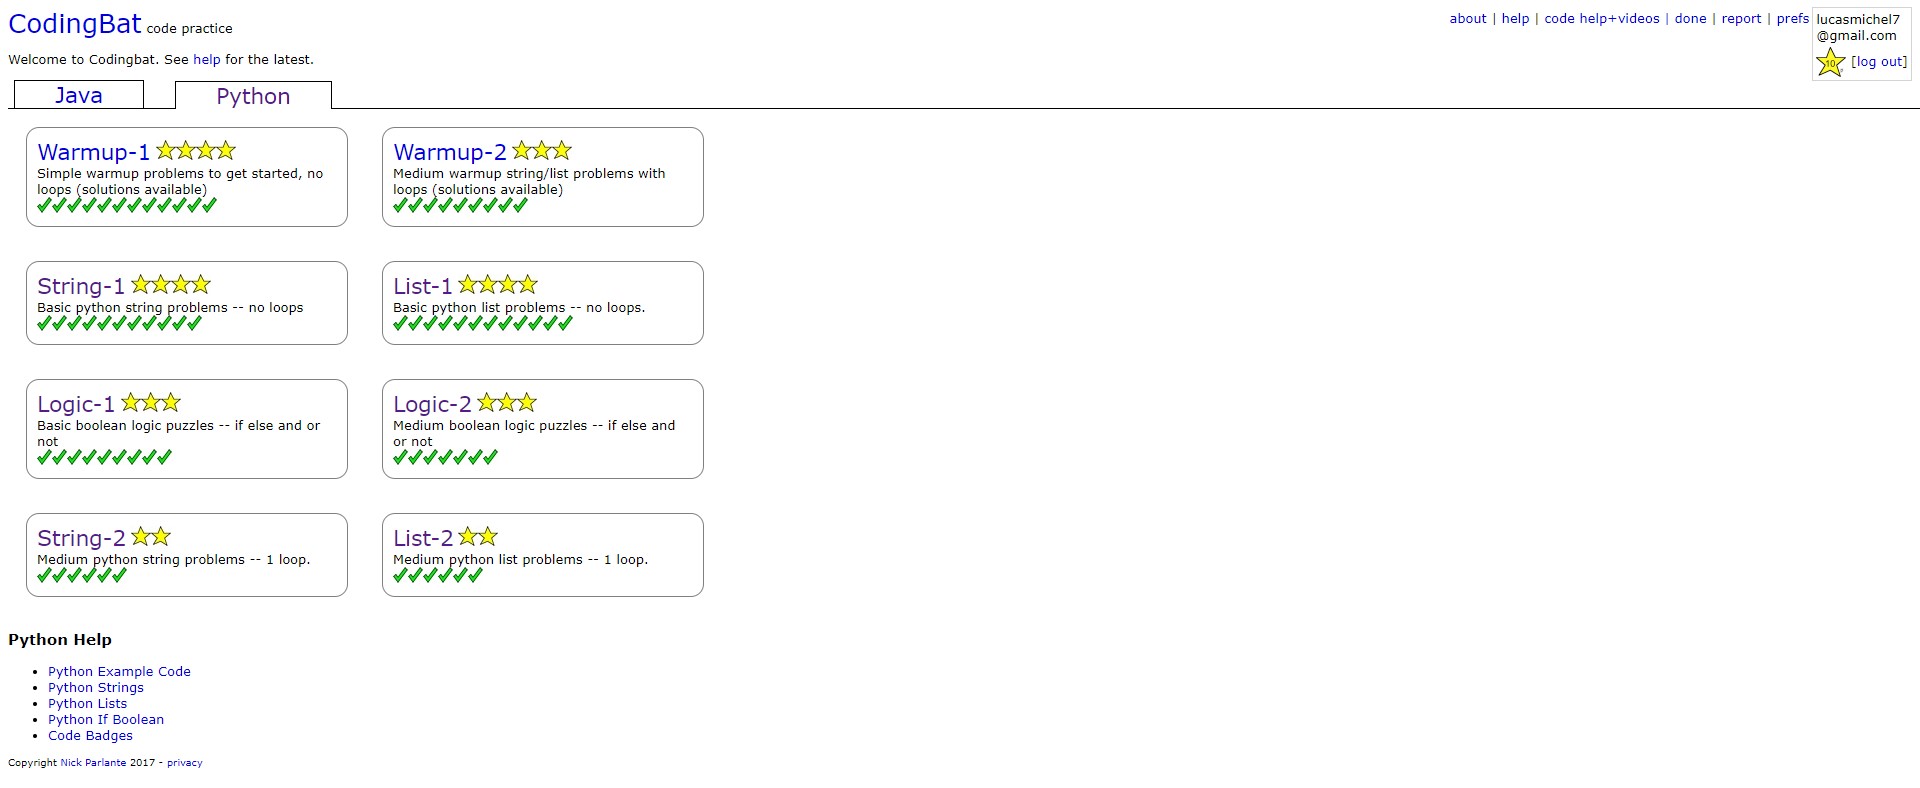 CodingBat code practice
about | help | code help+videos | done | report | prefs
lucasmichel7
@gmail.com
10
[log out]
Welcome to Codingbat. See help for the latest.
Java
Python
Warmup-1
Simple warmup problems to get started, no
loops (solutions available)
Warmup-2
Medium warmup string/list problems with
loops (solutions available)
String-1
Basic python string problems -- no loops
List-1
Basic python list problems -- no loops.
Logic-1
Basic boolean logic puzzles -- if else and or
not
Logic-2
Medium boolean logic puzzles -- if else and
or not
String-2
Medium python string problems -- 1 loop.
List-2
Medium python list problems -- 1 loop.
Python Help
Python Example Code
Python Strings
Python Lists
Python If Boolean
Code Badges
Copyright Nick Parlante 2017 - privacy